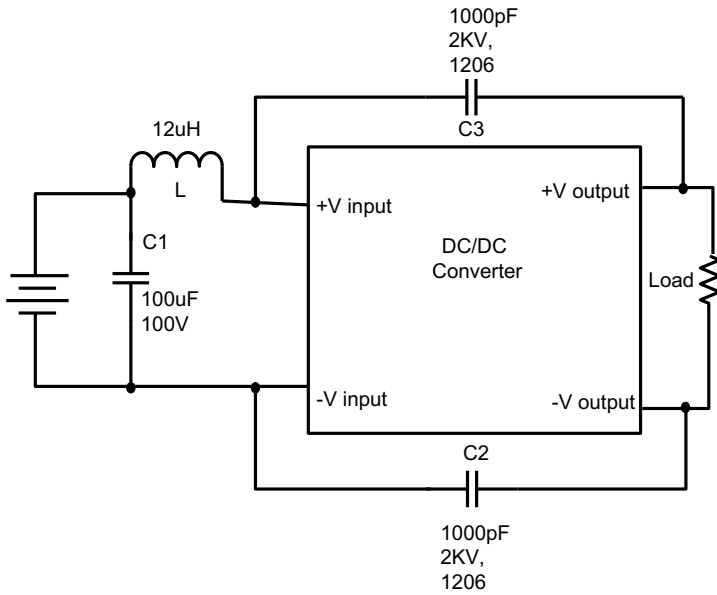 1000pF
2KV,
1206
C3
12uH
L
+V input
+V output
C1
DC/DC
Converter
Load
100uF
100V
-V input
-V output
C2
1000pF
2KV,
1206